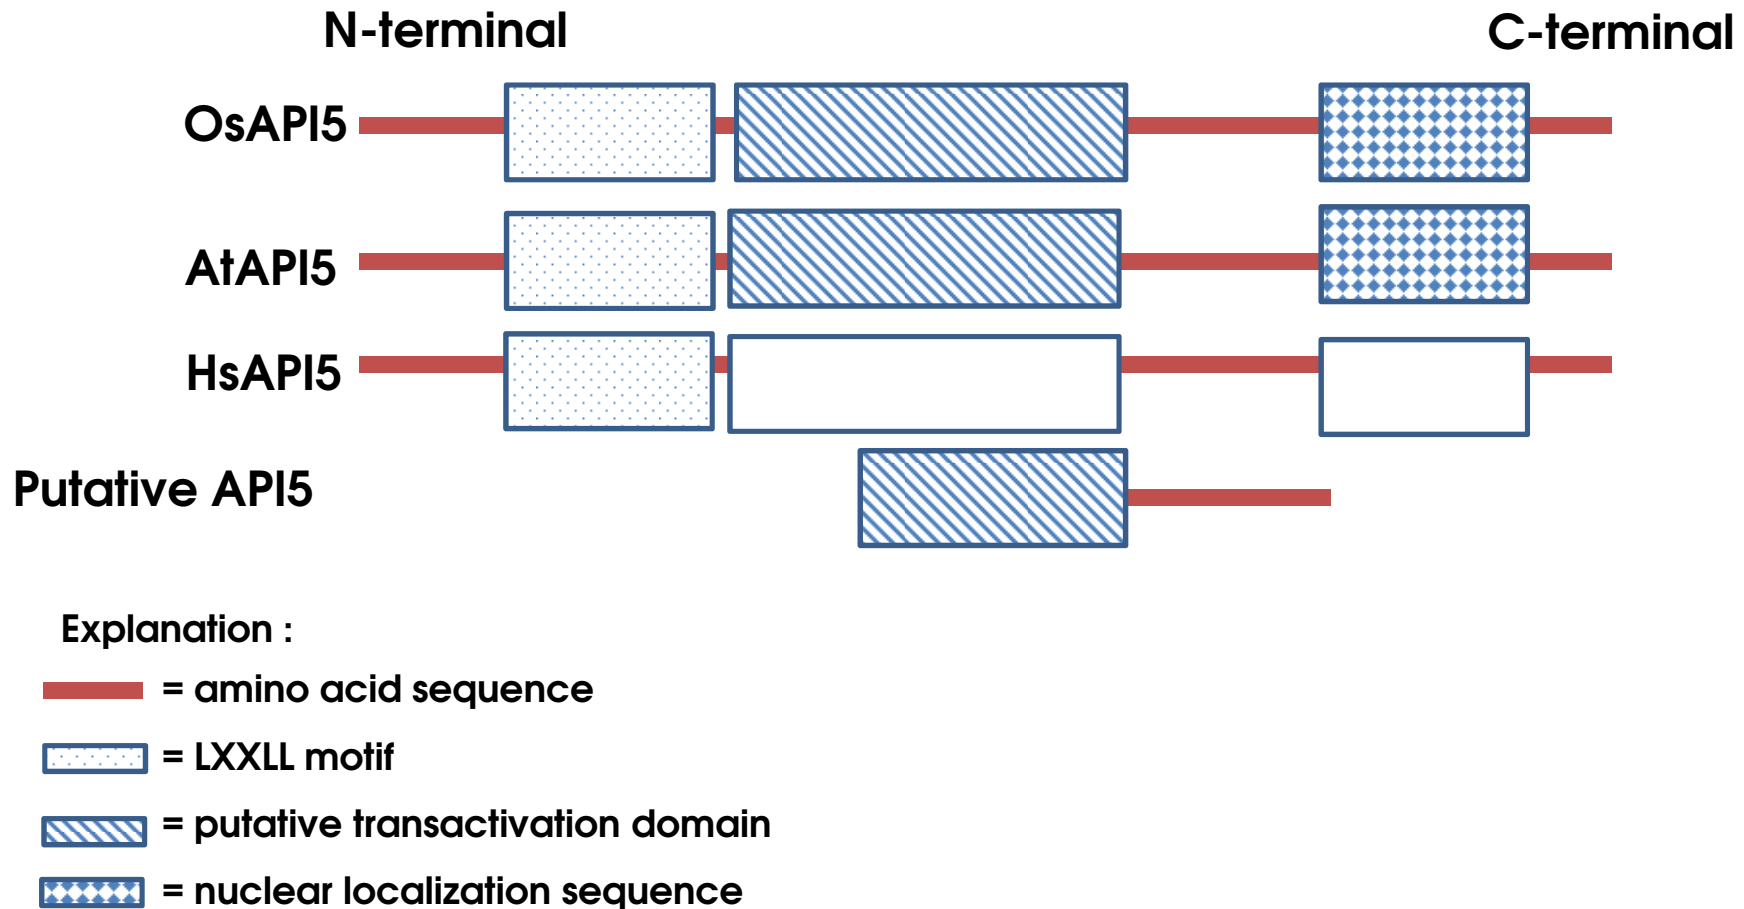 N-terminal C-terminal
OsAPI5
AtAPI5
HsAPI5
Putative API5
Explanation :
= amino acid sequence
= LXXLL motif
= putative transactivation domain
= nuclear localization sequence